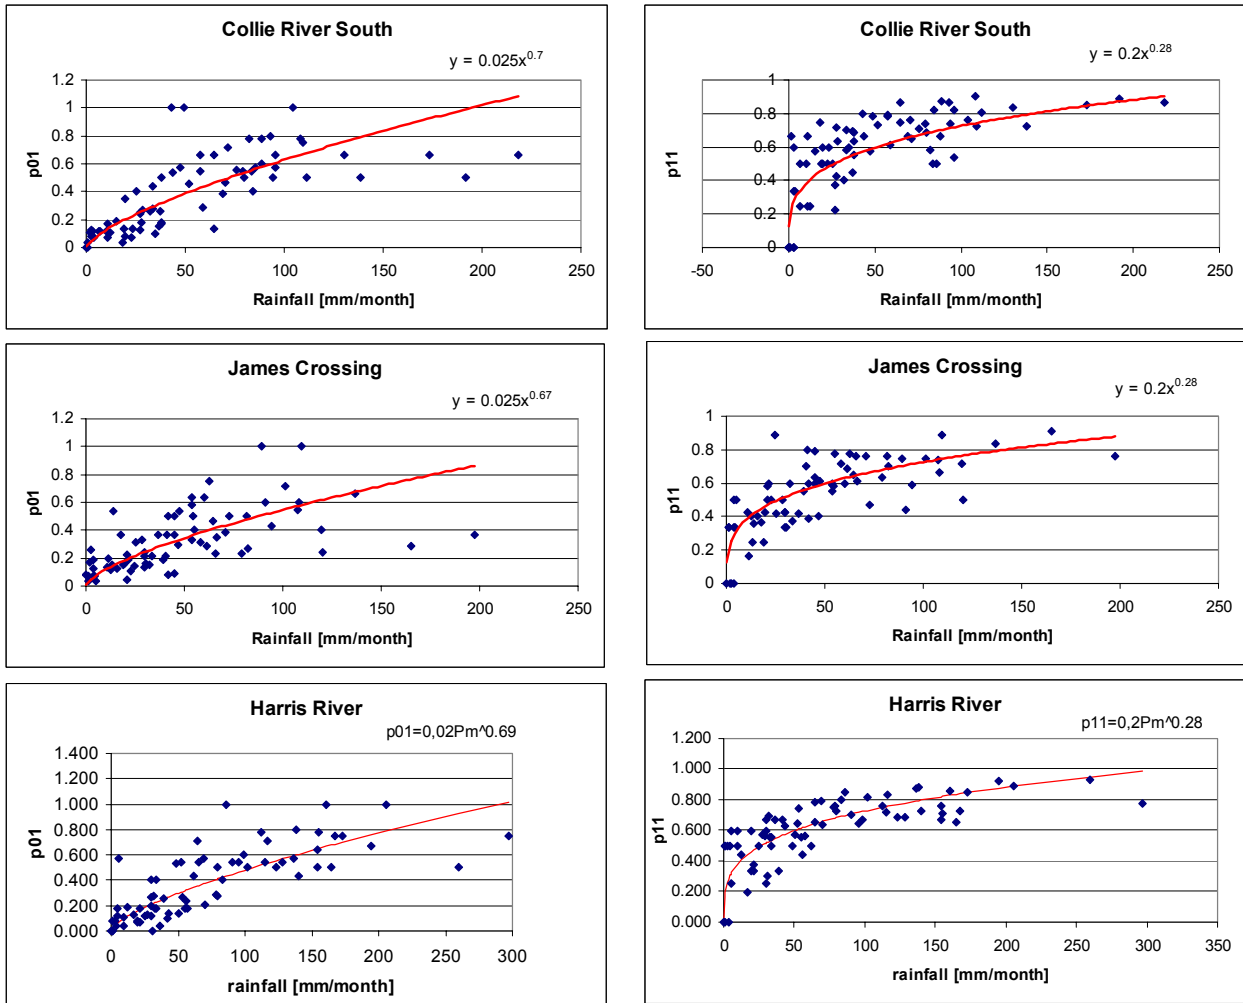 Collie River South
y = 0.025x^0.7
1.2
1
0.8
0.6
0.4
0.2
0
p01
0 50 100 150 200 250
Rainfall [mm/month]
Collie River South
y = 0.2x^0.28
1
0.8
0.6
0.4
0.2
0
p11
-50 0 50 100 150 200 250
Rainfall [mm/month]
James Crossing
y = 0.025x^0.67
1.2
1
0.8
0.6
0.4
0.2
0
p01
0 50 100 150 200 250
Rainfall [mm/month]
James Crossing
y = 0.2x^0.28
1
0.8
0.6
0.4
0.2
0
p11
0 50 100 150 200 250
Rainfall [mm/month]
Harris River
p01=0,02Pm^0.69
1.400
1.200
1.000
0.800
0.600
0.400
0.200
0.000
p01
0 50 100 150 200 250 300
rainfall [mm/month]
Harris River
p11=0,2Pm^0.28
1.200
1.000
0.800
0.600
0.400
0.200
0.000
p11
0 50 100 150 200 250 300 350
rainfall [mm/month]